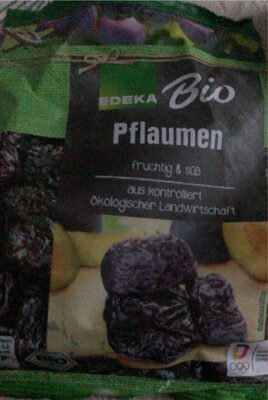 EDEKA Bio
Pflaumen
fruchtig & süß
aus kontrolliert
ökologischer Landwirtschaft